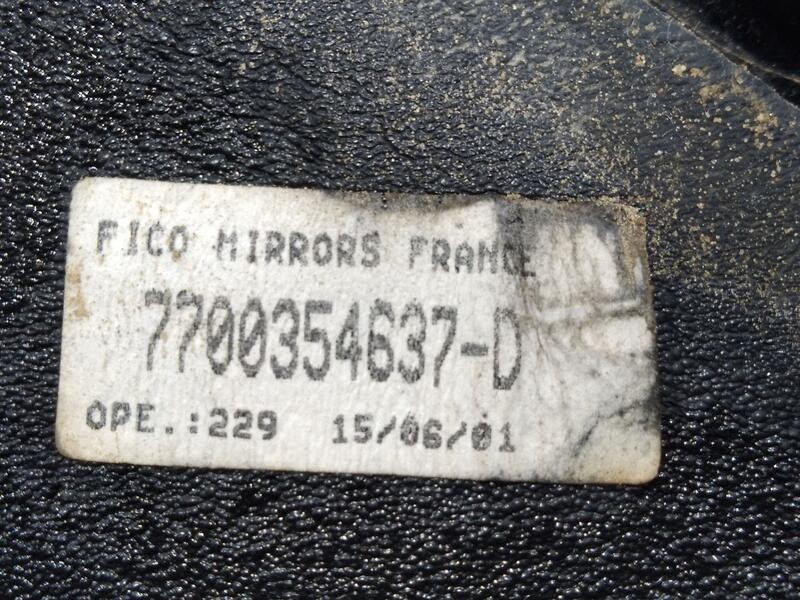 FICO MIRRORS FRANCE
7700354637-D
OPE.:229 15/06/01